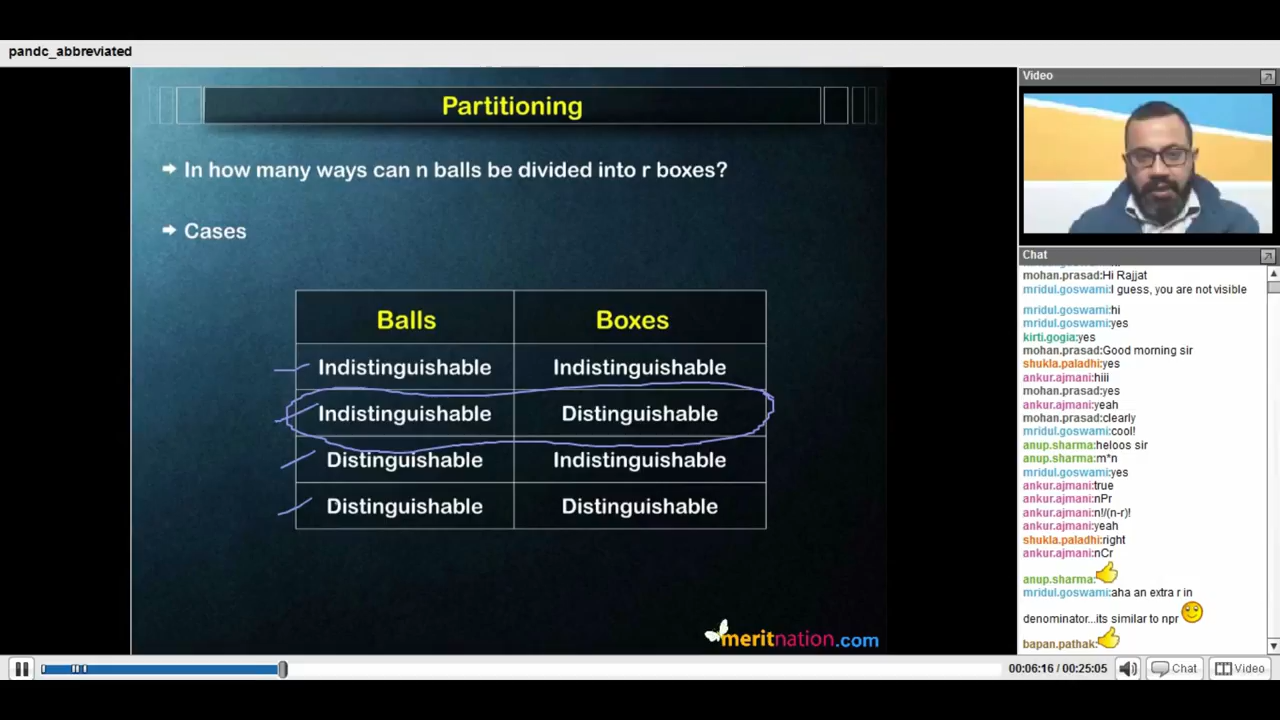 pandc_abbreviated
Partitioning
In how many ways can n balls be divided into r boxes?
Cases
Balls Boxes
Indistinguishable Indistinguishable
Indistinguishable Distinguishable
Distinguishable Indistinguishable
Distinguishable Distinguishable
meritnation.com
Video
Chat
mohan.prasad:Hi Rajjat
mridul.goswami:I guess, you are not visible
mridul.goswami:hi
mridul.goswami:yes
kirti.gogia:yes
mohan.prasad:Good morning sir
shukla.paladhi:yes
ankur.ajmani:hiii
mohan.prasad:yes
ankur.ajmani:yeah
mohan.prasad:clearly
mridul.goswami:cool!
anup.sharma:heloos sir
anup.sharma:m*n
mridul.goswami:yes
ankur.ajmani:true
ankur.ajmani:nPr
ankur.ajmani:n!/(n-r)!
ankur.ajmani:yeah
shukla.paladhi:right
ankur.ajmani:nCr
anup.sharma:
mridul.goswami:aha an extra r in
denominator...its similar to npr
bapan.pathak:
00:06:16 / 00:25:05
Chat
Video